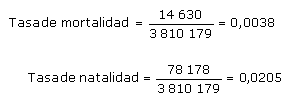 Tasade mortalidad = 14 630 / 3 810 179 = 0,0038
Tasade natalidad = 78 178 / 3 810 179 = 0,0205